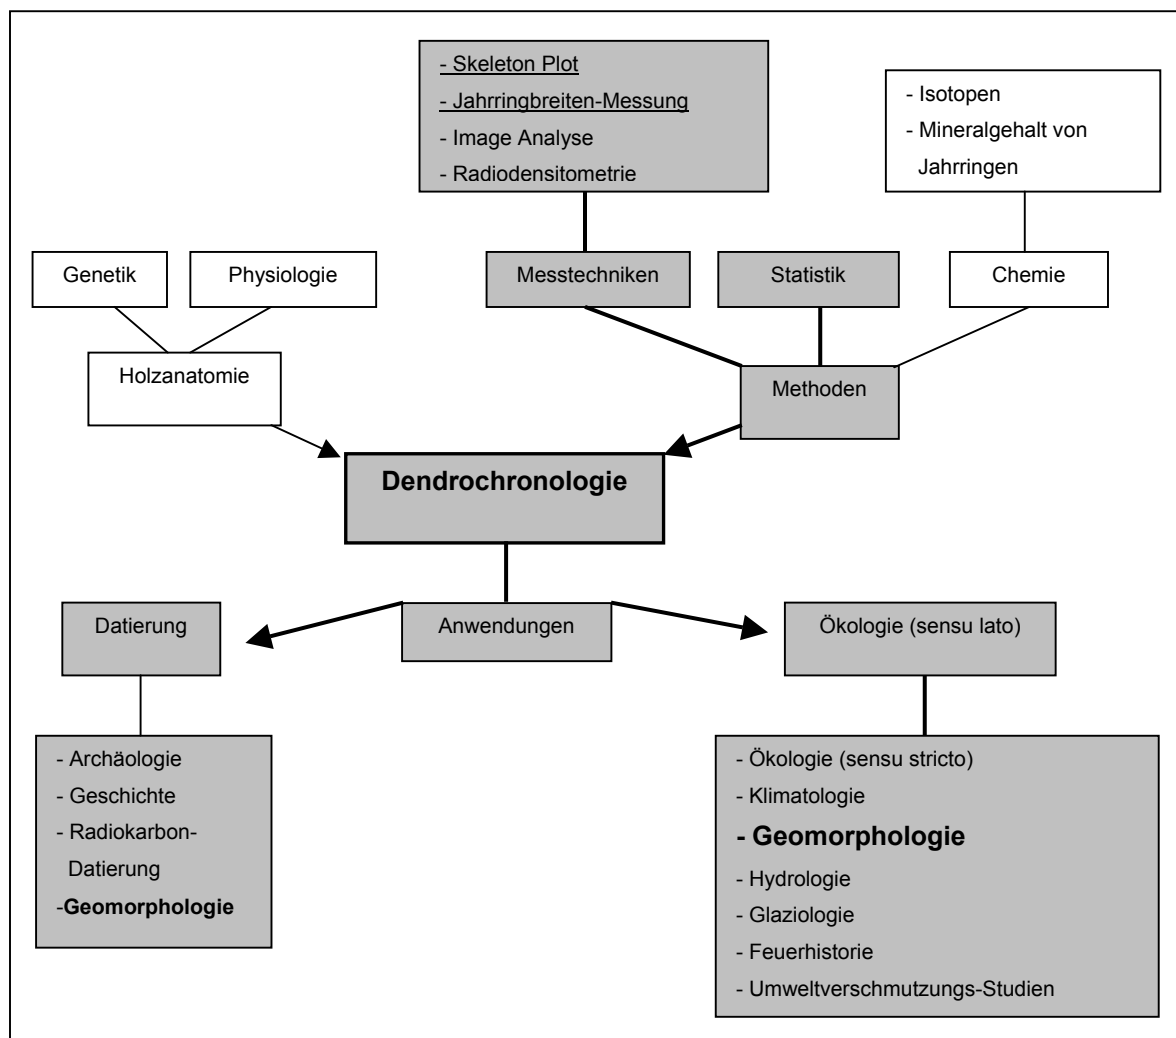 - Skeleton Plot
- Jahrringbreiten-Messung
- Image Analyse
- Radiodensitometrie
- Isotopen
- Mineralgehalt von
Jahrringen
Genetik
Physiologie
Messtechniken
Statistik
Chemie
Holzanatomie
Methoden
Dendrochronologie
Datierung
Anwendungen
Ökologie (sensu lato)
- Archäologie
- Geschichte
- Radiokarbon-
Datierung
-Geomorphologie
- Ökologie (sensu stricto)
- Klimatologie
- Geomorphologie
- Hydrologie
- Glaziologie
- Feuerhistorie
- Umweltverschmutzungs-Studien